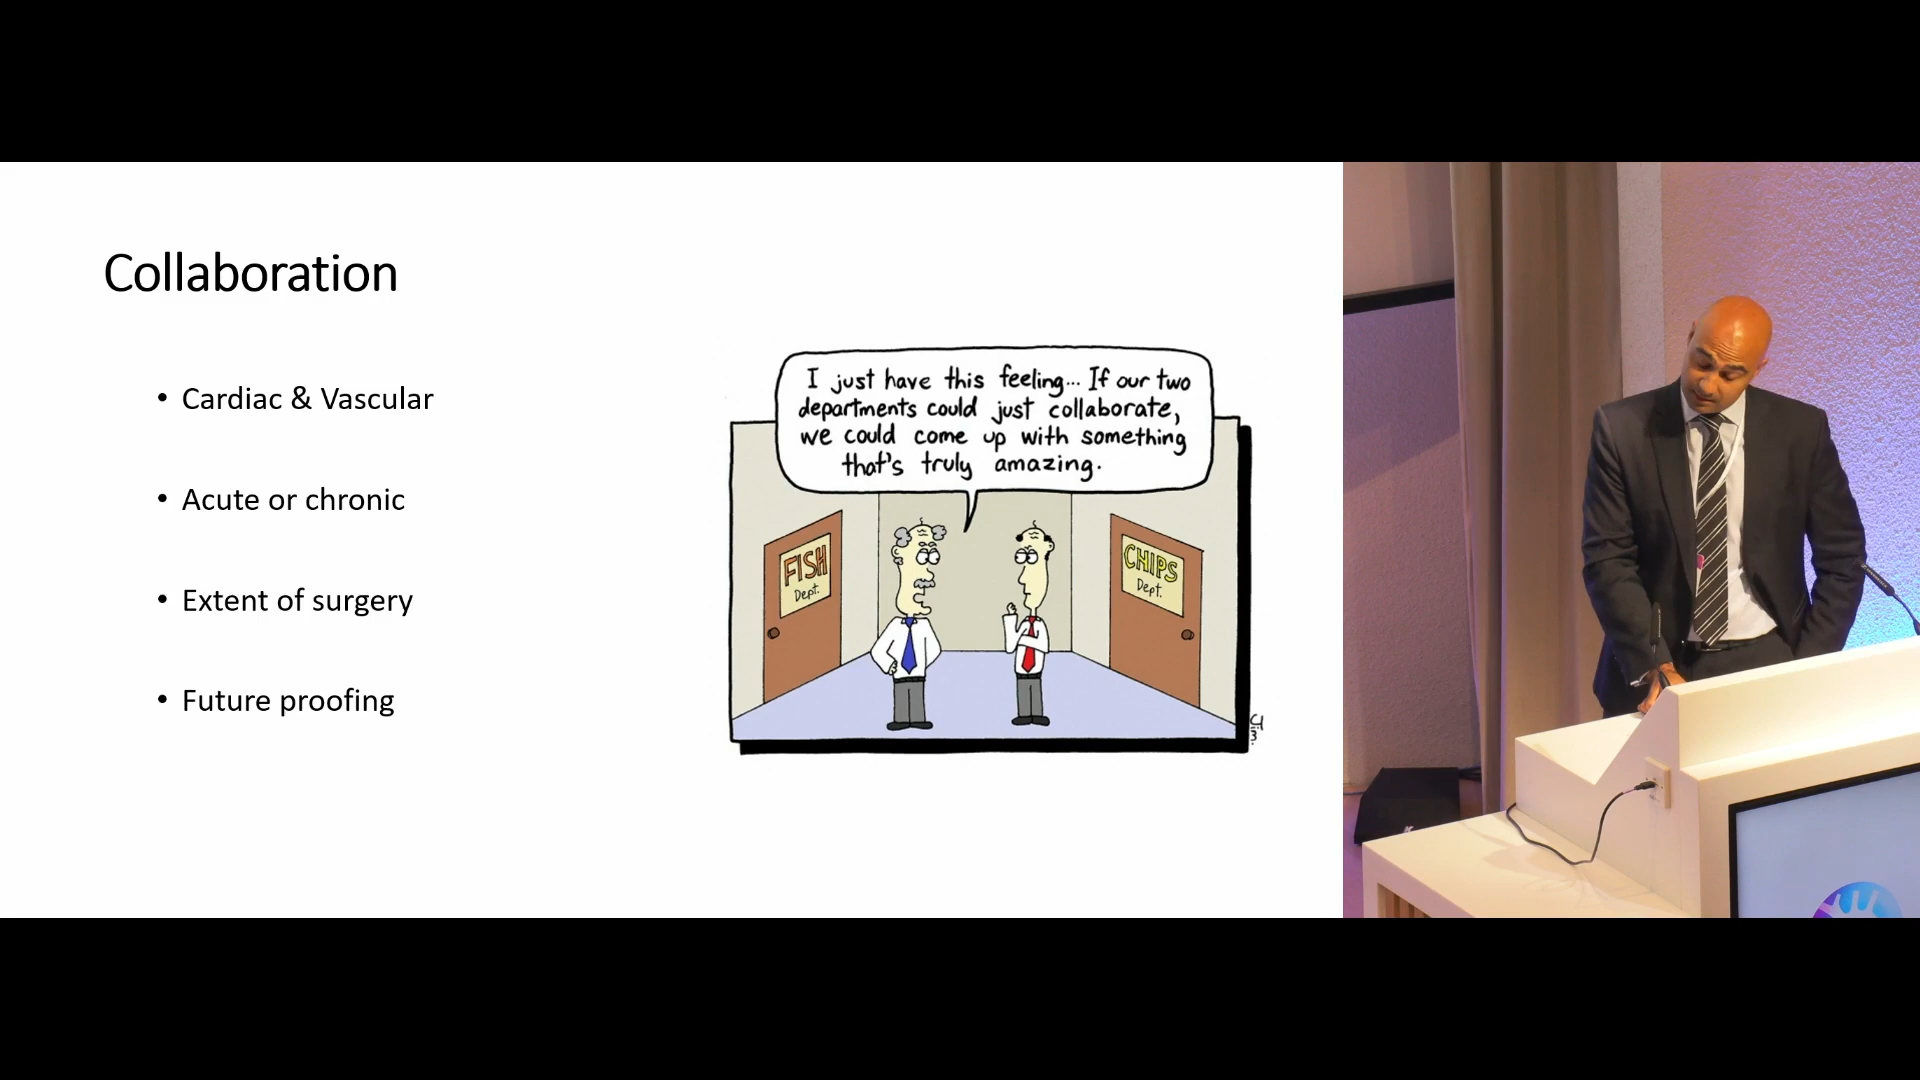 Collaboration
• Cardiac & Vascular
• Acute or chronic
• Extent of surgery
• Future proofing
I just have this feeling... If our two
departments could just collaborate,
we could come up with something
that's truly amazing.
FISH
Dept.
CHIPS
Dept.